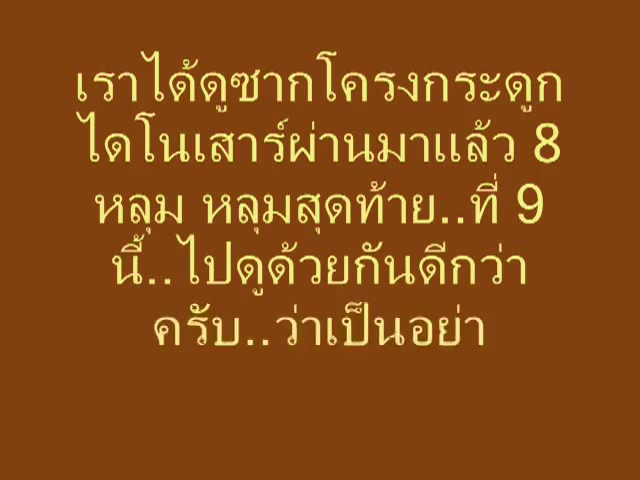 เราได้ดูซากโครงกระดูก
ไดโนเสาร์ผ่านมาแล้ว 8
หลุม หลุมสุดท้าย..ที่ 9
นี้..ไปดูด้วยกันดีกว่า
ครับ..ว่าเป็นอย่า